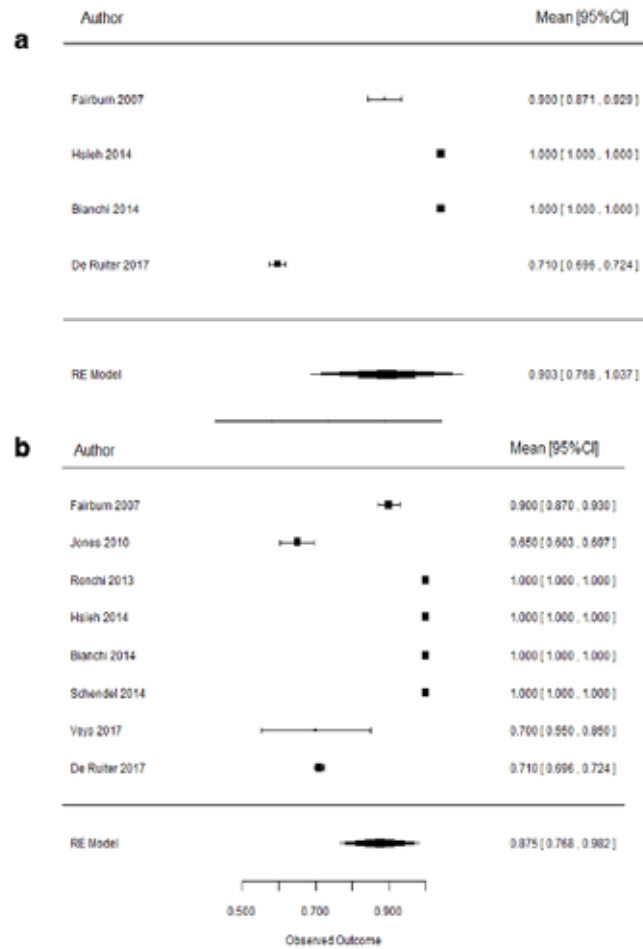 a
Author Mean [95%CI]
Fairburn 2007 0.900 [ 0.871 , 0.929 ]
Hsieh 2014 1.000 [ 1.000 , 1.000 ]
Bianchi 2014 1.000 [ 1.000 , 1.000 ]
De Ruiter 2017 0.710 [ 0.696 , 0.724 ]
RE Model 0.903 [ 0.768 , 1.037 ]
b
Author Mean [95%CI]
Fairburn 2007 0.900 [ 0.870 , 0.930 ]
Jones 2010 0.650 [ 0.603 , 0.697 ]
Ronchi 2013 1.000 [ 1.000 , 1.000 ]
Hsieh 2014 1.000 [ 1.000 , 1.000 ]
Bianchi 2014 1.000 [ 1.000 , 1.000 ]
Schendel 2014 1.000 [ 1.000 , 1.000 ]
Veys 2017 0.700 [ 0.550 , 0.850 ]
De Ruiter 2017 0.710 [ 0.696 , 0.724 ]
RE Model 0.875 [ 0.768 , 0.982 ]
0.500 0.700 0.900
Observed Outcome